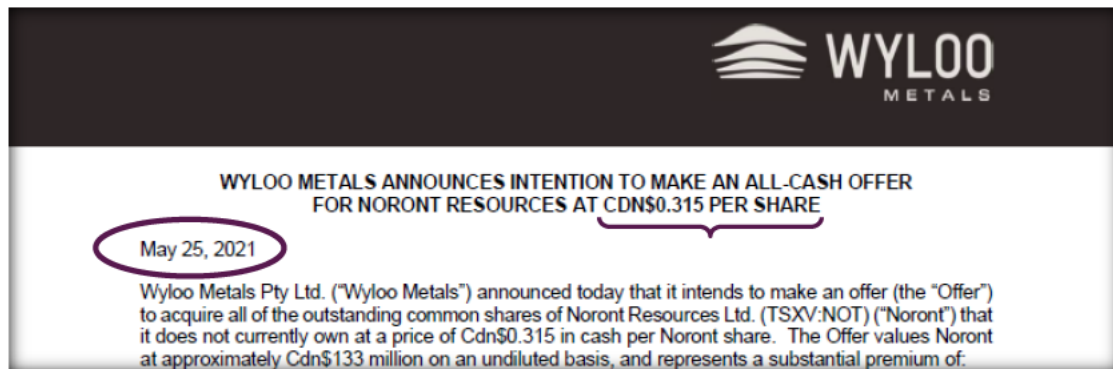 WYLOO
METALS
WYLOO METALS ANNOUNCES INTENTION TO MAKE AN ALL-CASH OFFER
FOR NORONT RESOURCES AT CDN$0.315 PER SHARE
May 25, 2021
Wyloo Metals Pty Ltd. (“Wyloo Metals”) announced today that it intends to make an offer (the “Offer”)
to acquire all of the outstanding common shares of Noront Resources Ltd. (TSXV:NOT) (“Noront”) that
it does not currently own at a price of Cdn$0.315 in cash per Noront share.  The Offer values Noront
at approximately Cdn$133 million on an undiluted basis, and represents a substantial premium of: